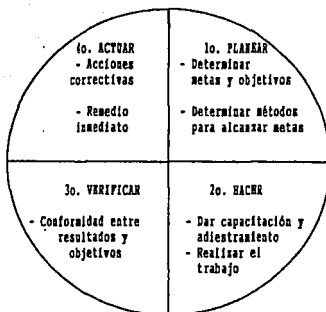 4o. ACTUAR
- Acciones
correctivas
- Remedio
inmediato
1o. PLANEAR
- Determinar
metas y objetivos
- Determinar métodos
para alcanzar metas
3o. VERIFICAR
- Conformidad entre
resultados y
objetivos
2o. HACER
- Dar capacitación y
adiestramiento
- Realizar el
trabajo